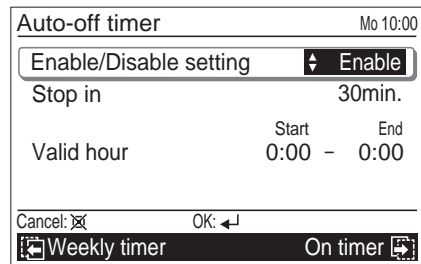 Auto-off timer Mo 10:00
Enable/Disable setting Enable
Stop in 30min.
Start End
Valid hour 0:00 – 0:00
Cancel: OK:
Weekly timer On timer